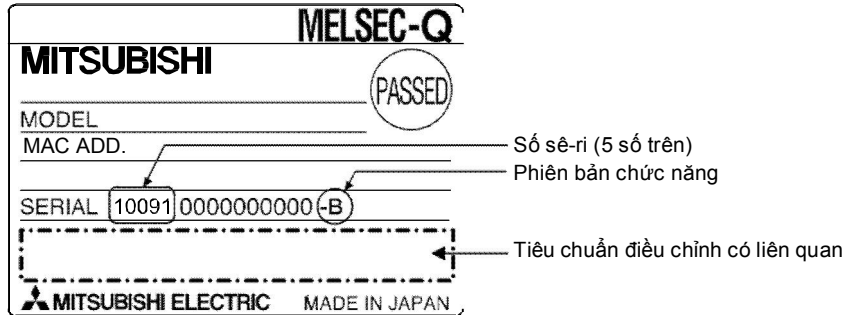 MELSEC-Q
MITSUBISHI
PASSED
MODEL
MAC ADD.
Số sê-ri (5 số trên)
Phiên bản chức năng
SERIAL 10091 0000000000 -B
Tiêu chuẩn điều chỉnh có liên quan
MITSUBISHI ELECTRIC MADE IN JAPAN